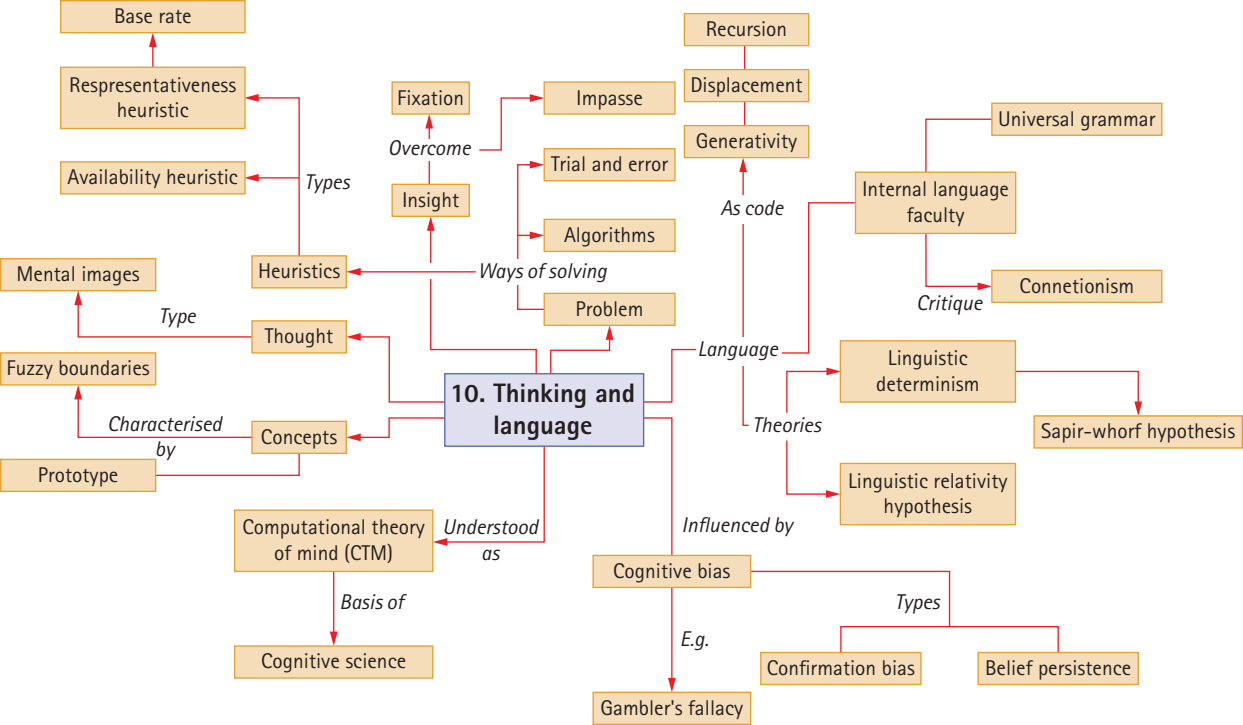 Base rate
Respresentativeness
heuristic
Availability heuristic
Types
Heuristics
Fixation
Overcome
Insight
Impasse
Trial and error
Algorithms
Ways of solving
Problem
Recursion
Displacement
Generativity
As code
Language
Universal grammar
Internal language
faculty
Critique
Connetionism
Mental images
Type
Thought
Fuzzy boundaries
Characterised
by
Concepts
Prototype
10. Thinking and
language
Theories
Linguistic
determinism
Sapir-whorf hypothesis
Linguistic relativity
hypothesis
Computational theory
of mind (CTM)
Understood
as
Basis of
Cognitive science
Influenced by
Cognitive bias
Types
E.g.
Confirmation bias
Belief persistence
Gambler's fallacy